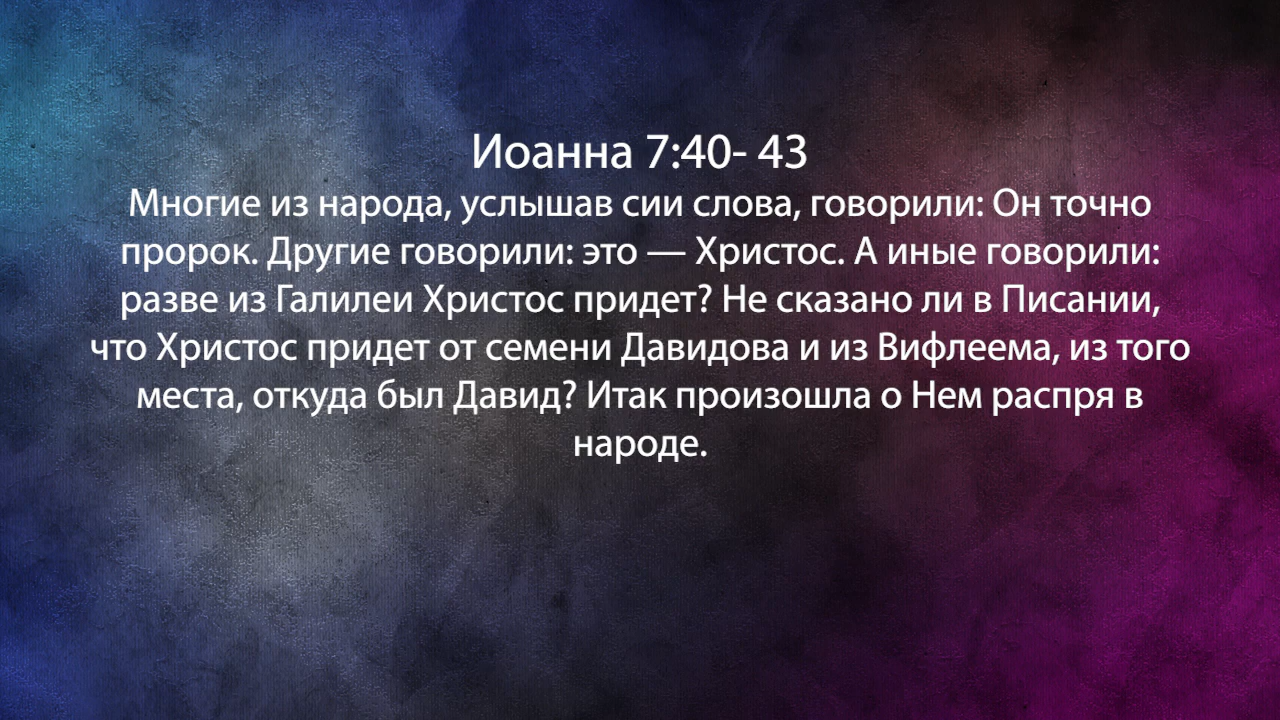 Иоанна 7:40- 43
Многие из народа, услышав сии слова, говорили: Он точно
пророк. Другие говорили: это — Христос. А иные говорили:
разве из Галилеи Христос придет? Не сказано ли в Писании,
что Христос придет от семени Давидова и из Вифлеема, из того
места, откуда был Давид? Итак произошла о Нем распря в
народе.